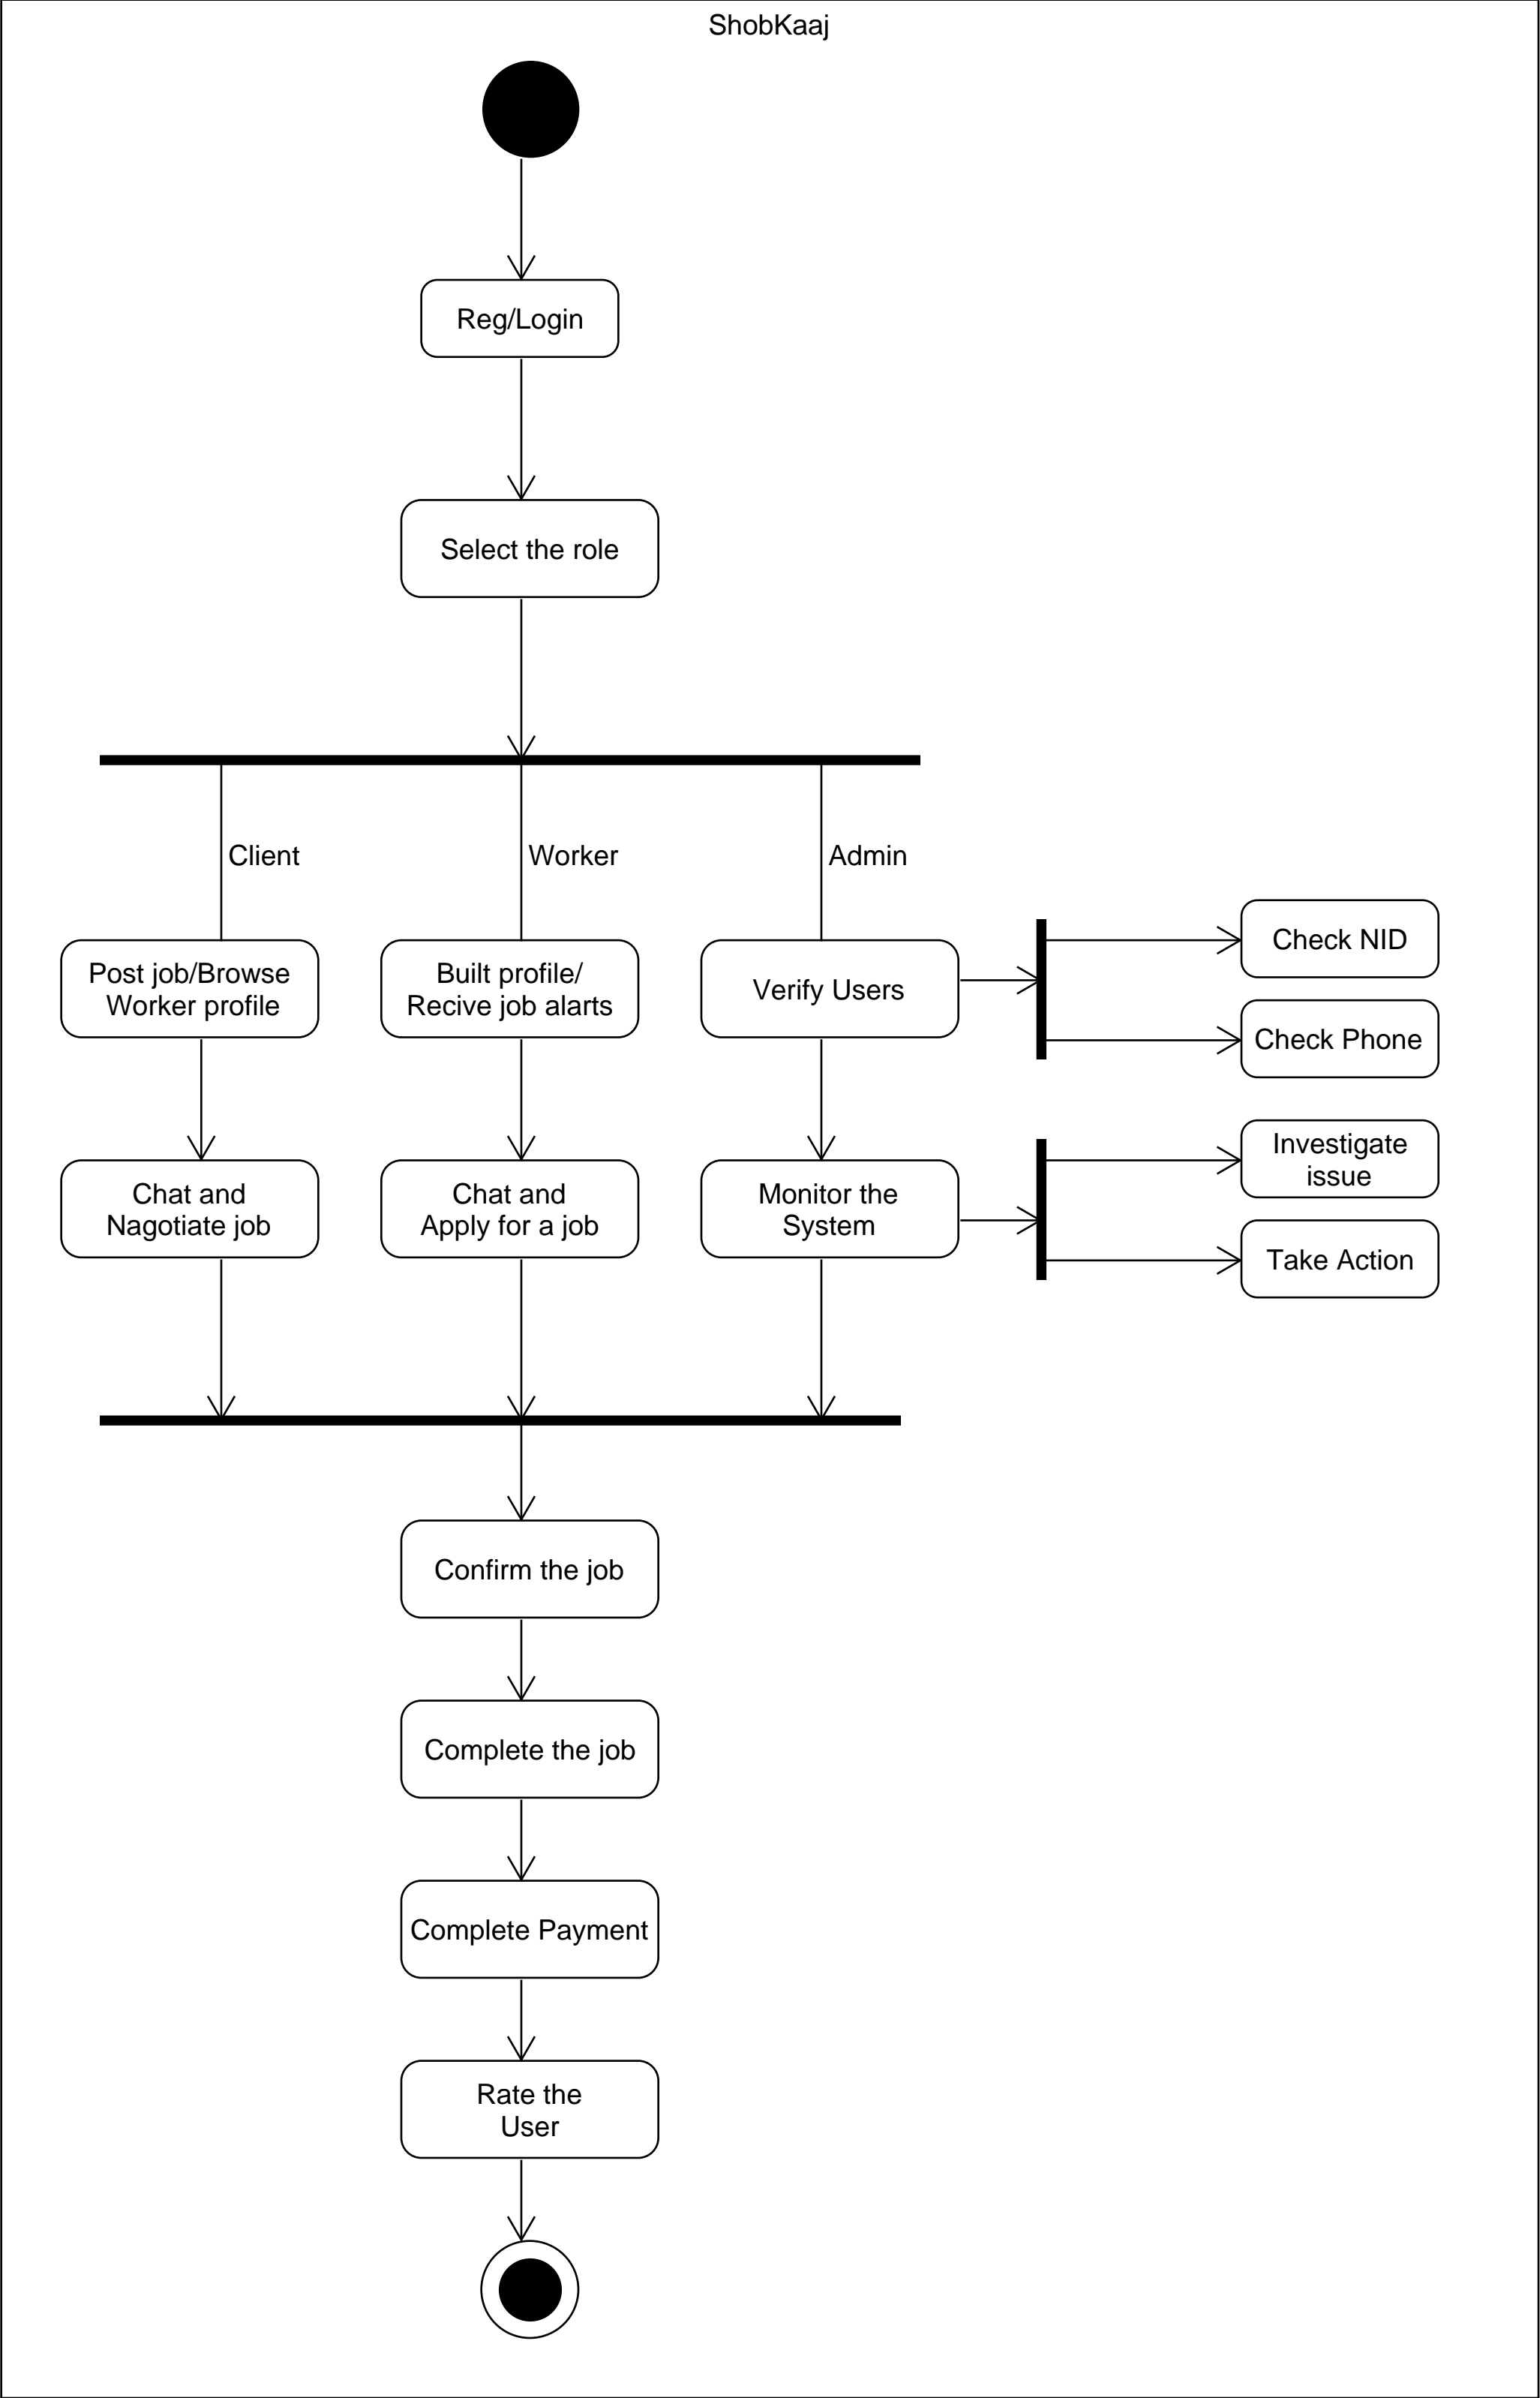 ShobKaaj
Reg/Login
Select the role
Client
Worker
Admin
Post job/Browse
Worker profile
Built profile/
Recive job alarts
Verify Users
Check NID
Check Phone
Chat and
Nagotiate job
Chat and
Apply for a job
Monitor the
System
Investigate
issue
Take Action
Confirm the job
Complete the job
Complete Payment
Rate the
User